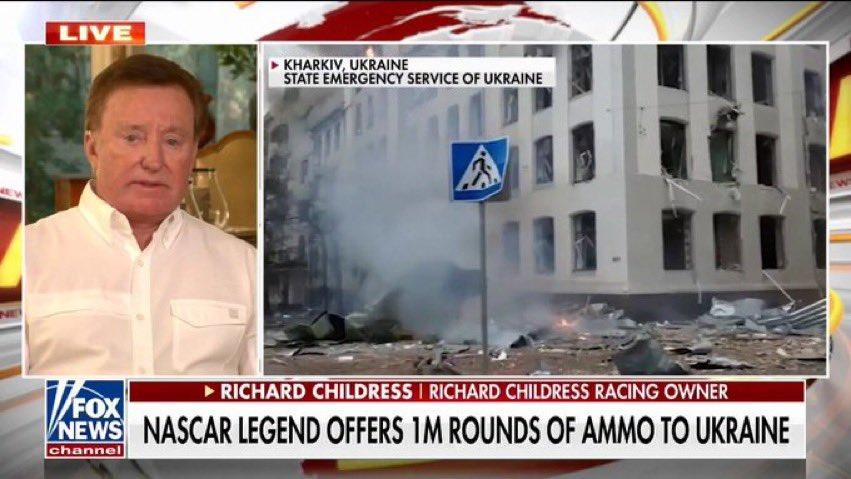 LIVE
KHARKIV, UKRAINE
STATE EMERGENCY SERVICE OF UKRAINE
NEWS
RICHARD CHILDRESS | RICHARD CHILDRESS RACING OWNER
FOX
NEWS
channel
NASCAR LEGEND OFFERS 1M ROUNDS OF AMMO TO UKRAINE